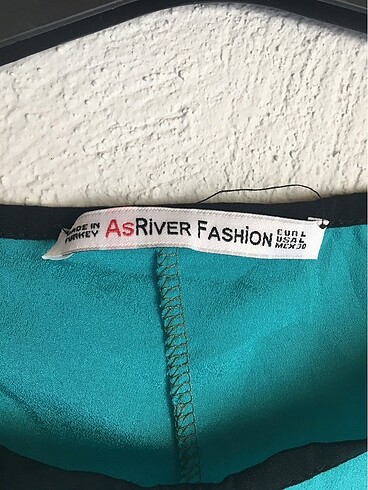 MADE IN
TURKEY
AsRiver Fashion
EUR L
USA L
MEX 30